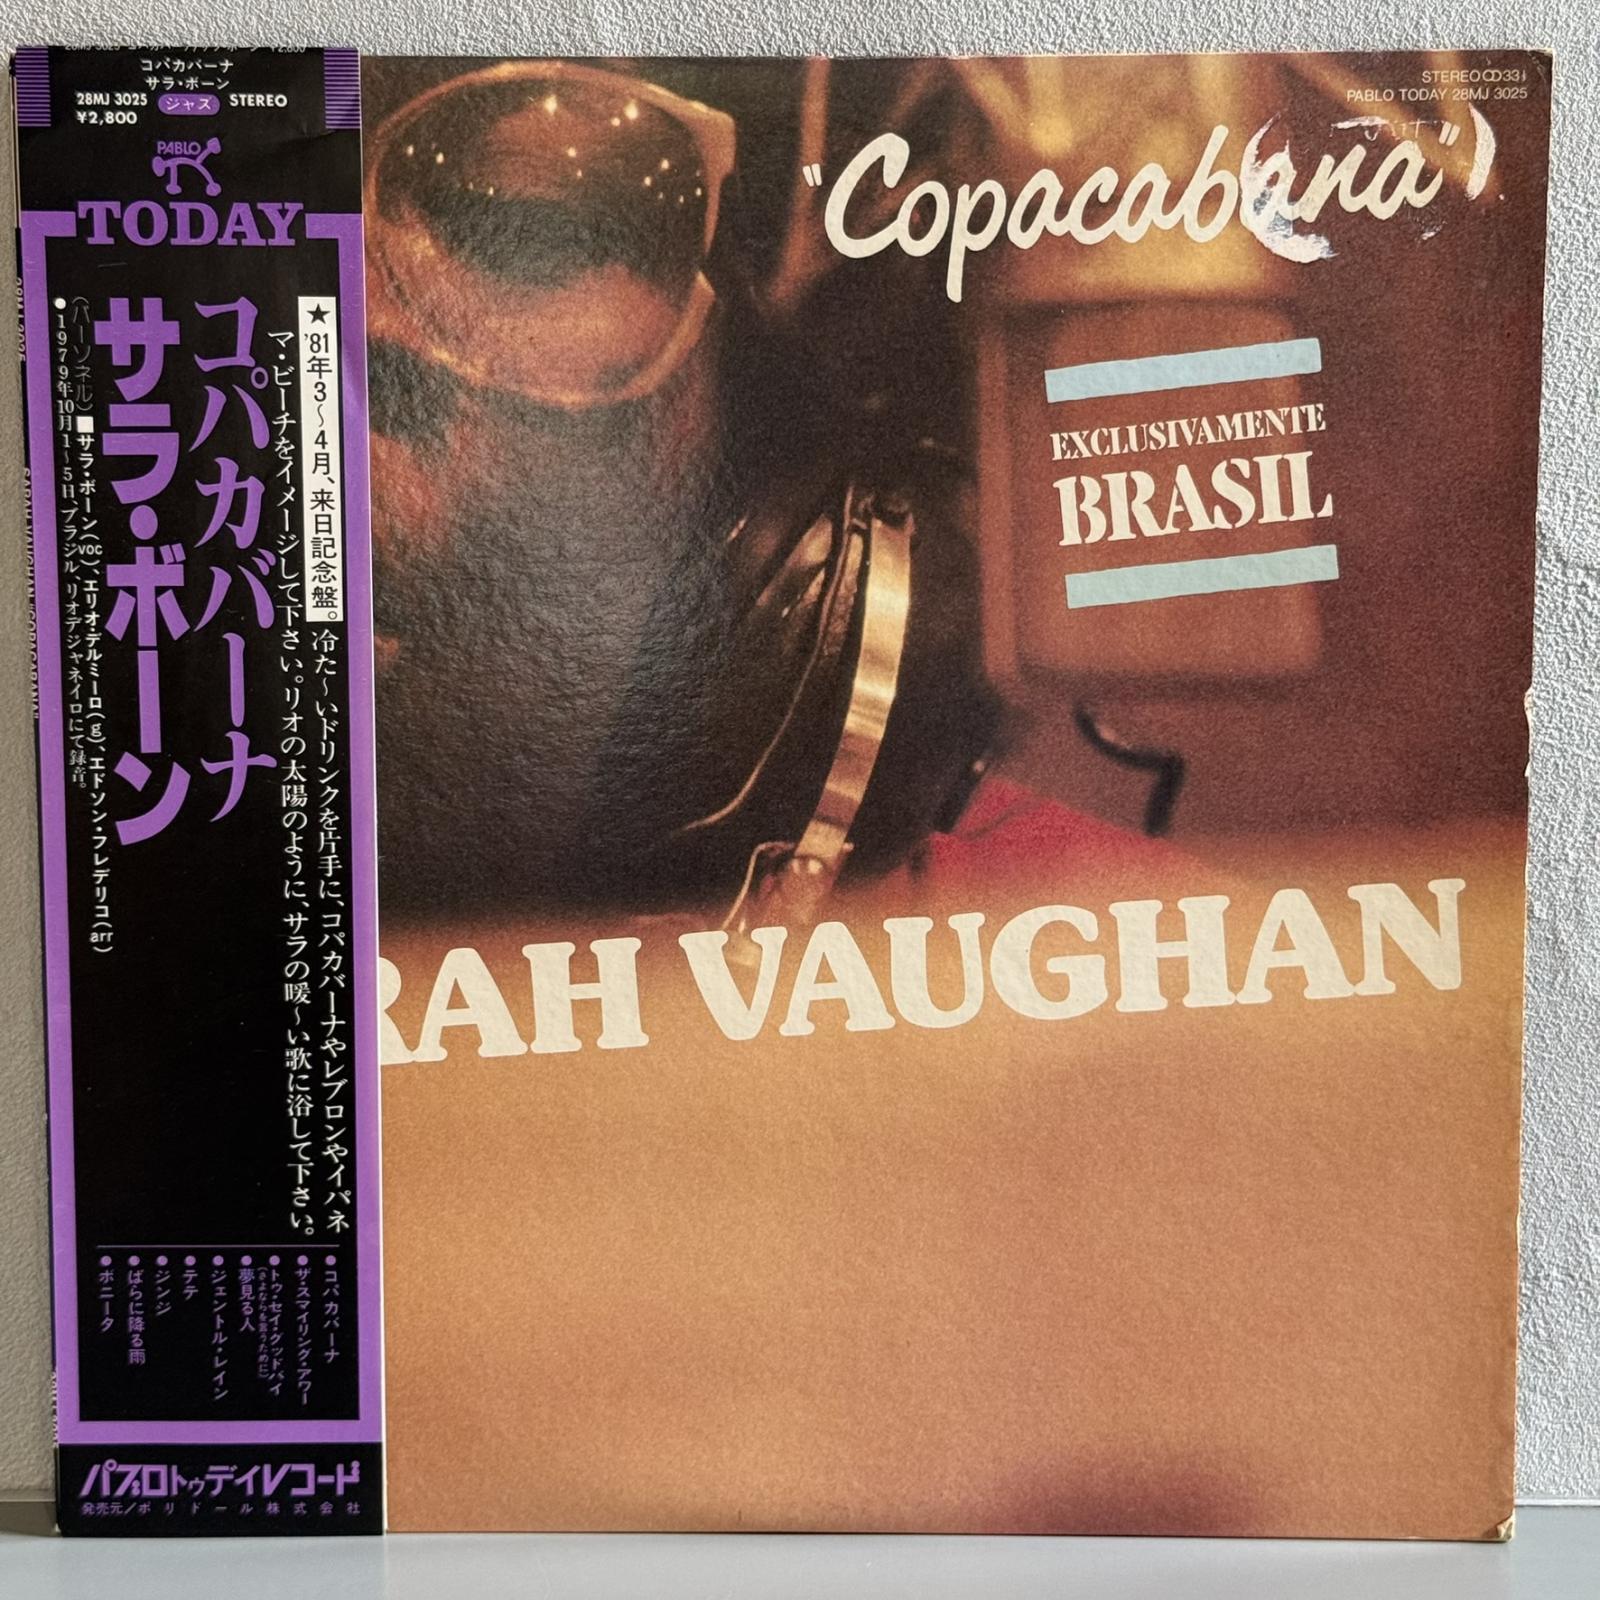 コパカバーナ
サラ・ボーン
28MJ 3025 ジャズ STEREO
¥2,800
PABLO
TODAY
★'81年3〜4月、来日記念盤。冷た〜いドリンクを片手に、コパカバーナやレブロンやイパネ
マ・ビーチをイメージして下さい。リオの太陽のように、サラの暖〜い歌に浴して下さい。
コパカバーナ
サラ・ボーン
(パーソネル)■サラ・ボーン(voc)、エリオ・デルミーロ(g)、エドソン・フレデリコ(arr)
●1979年10月1〜5日、ブラジル、リオデジャネイロにて録音。
●コパカバーナ
●ザ・スマイリング・アワー
●トゥ・セイ・グッドバイ
(さよならを言うために)
●夢見る人
●ジェントル・レイン
●テテ
●ジンジ
●ばらに降る雨
●ボニータ
パブロトゥデイレコード
発売元/ポリドール株式会社
STEREO 33⅓
PABLO TODAY 28MJ 3025
"Copacabana"
EXCLUSIVAMENTE
BRASIL
RAH VAUGHAN